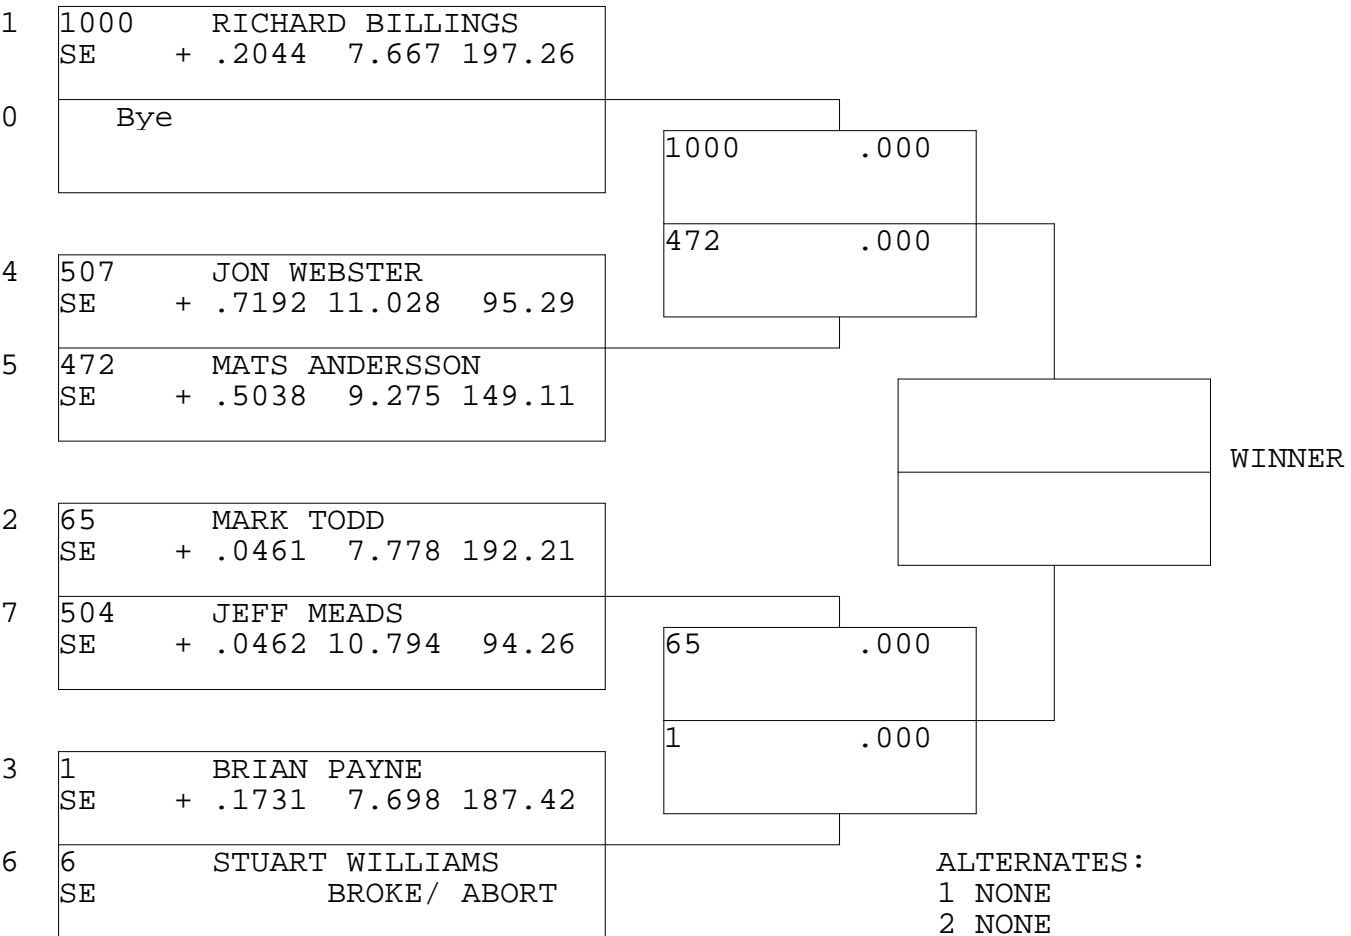 1 1000 RICHARD BILLINGS
SE + .2044 7.667 197.26
0 Bye
1000 .000
472 .000
4 507 JON WEBSTER
SE + .7192 11.028 95.29
5 472 MATS ANDERSSON
SE + .5038 9.275 149.11
WINNER
2 65 MARK TODD
SE + .0461 7.778 192.21
7 504 JEFF MEADS
SE + .0462 10.794 94.26
65 .000
1 .000
3 1 BRIAN PAYNE
SE + .1731 7.698 187.42
6 6 STUART WILLIAMS
SE BROKE/ ABORT
ALTERNATES:
1 NONE
2 NONE